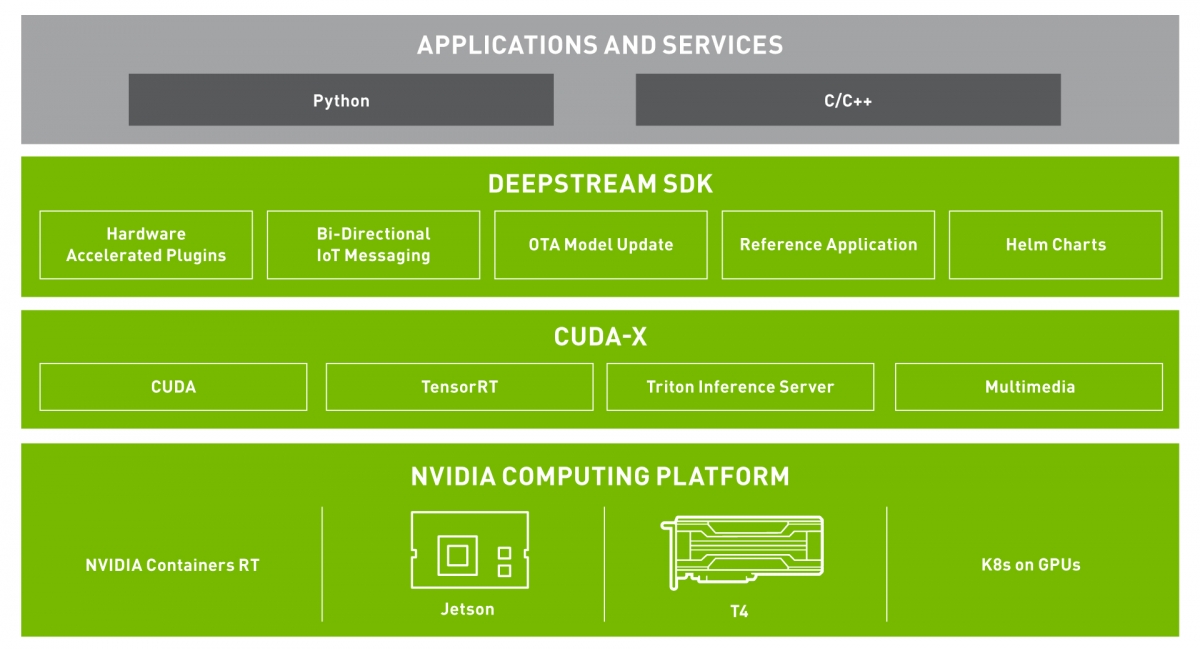 APPLICATIONS AND SERVICES
Python
C/C++
DEEPSTREAM SDK
Hardware
Accelerated Plugins
Bi-Directional
IoT Messaging
OTA Model Update
Reference Application
Helm Charts
CUDA-X
CUDA
TensorRT
Triton Inference Server
Multimedia
NVIDIA COMPUTING PLATFORM
NVIDIA Containers RT
Jetson
T4
K8s on GPUs